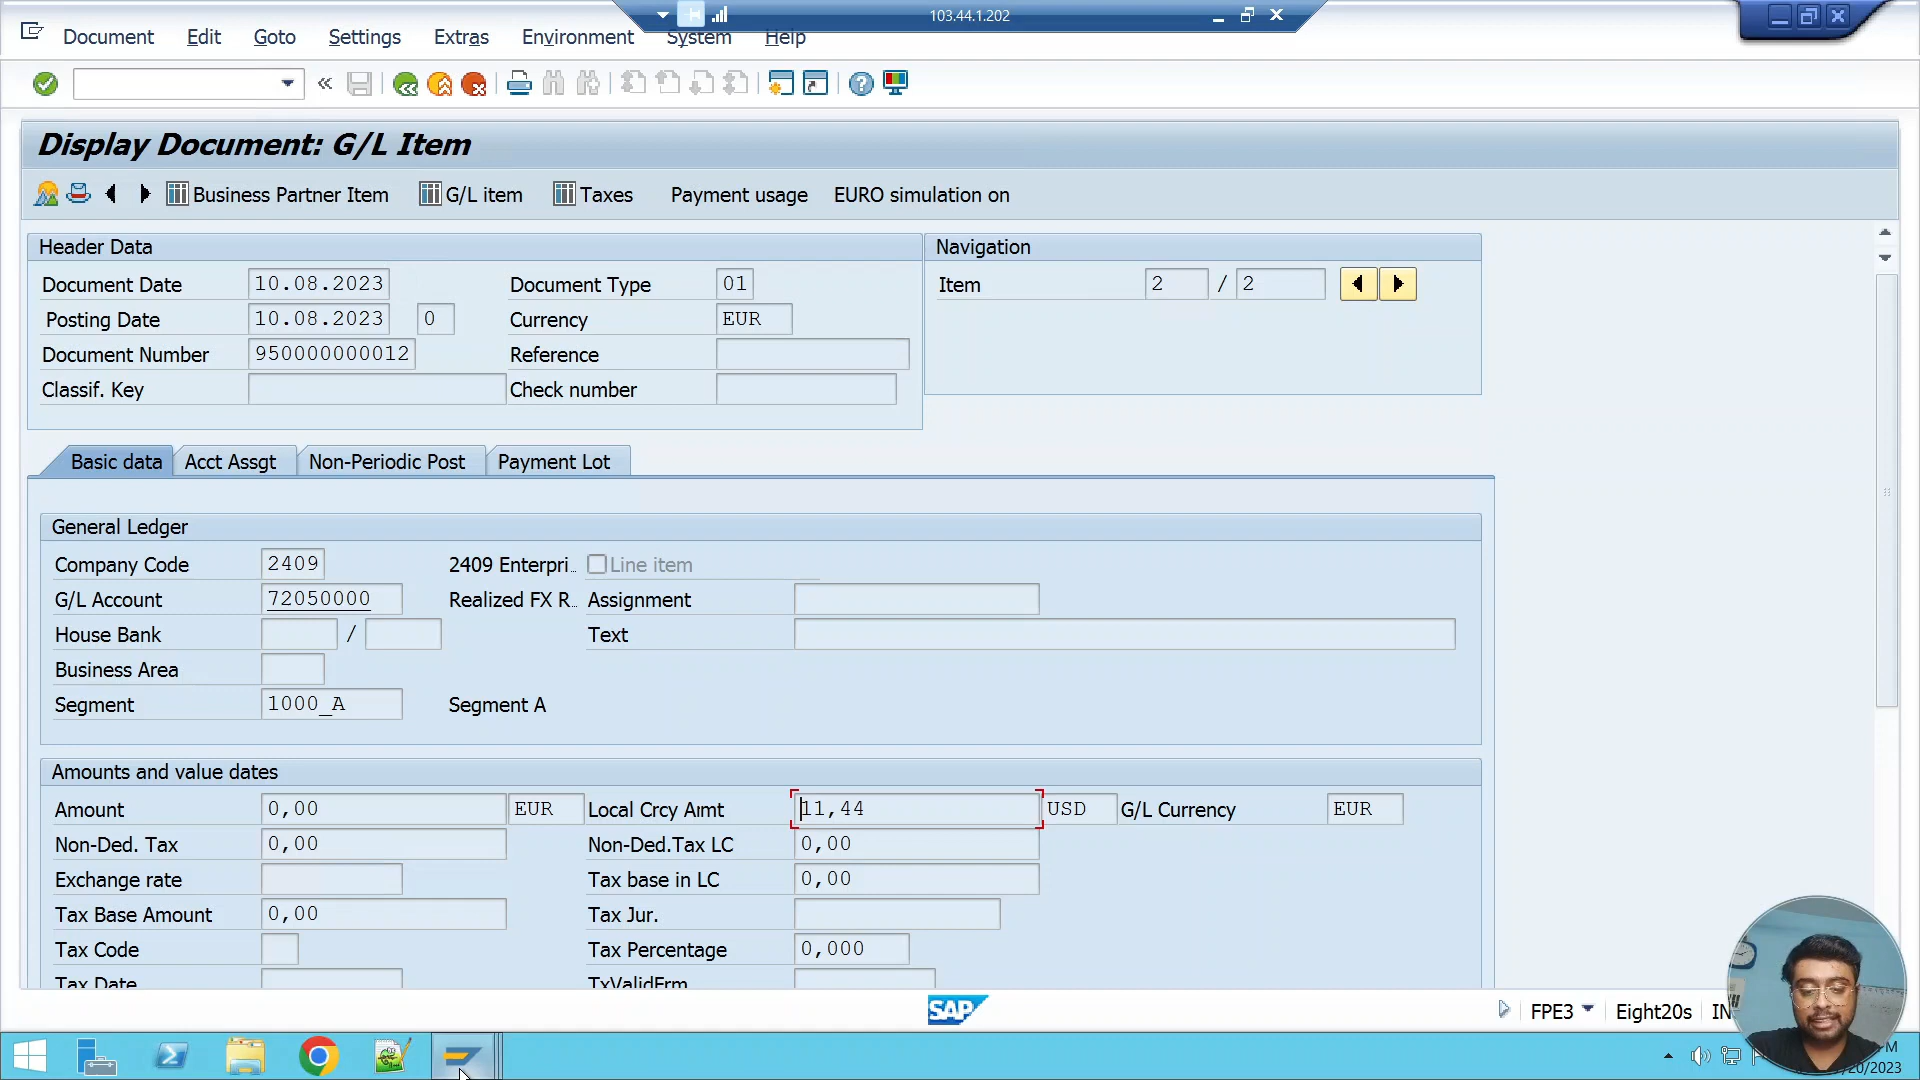 103.44.1.202
Document Edit Goto Settings Extras Environment System Help
Display Document: G/L Item
Business Partner Item G/L item Taxes Payment usage EURO simulation on
Header Data
Document Date 10.08.2023 Document Type 01
Posting Date 10.08.2023 0 Currency EUR
Document Number 950000000012 Reference
Classif. Key Check number
Navigation
Item 2 / 2
Basic data Acct Assgt Non-Periodic Post Payment Lot
General Ledger
Company Code 2409 2409 Enterpri.. Line item
G/L Account 72050000 Realized FX R.. Assignment
House Bank / Text
Business Area
Segment 1000_A Segment A
Amounts and value dates
Amount 0,00 EUR Local Crcy Amt 11,44 USD G/L Currency EUR
Non-Ded. Tax 0,00 Non-Ded.Tax LC 0,00
Exchange rate Tax base in LC 0,00
Tax Base Amount 0,00 Tax Jur.
Tax Code Tax Percentage 0,000
Tax Date TxValidFrm
SAP FPE3 Eight20s